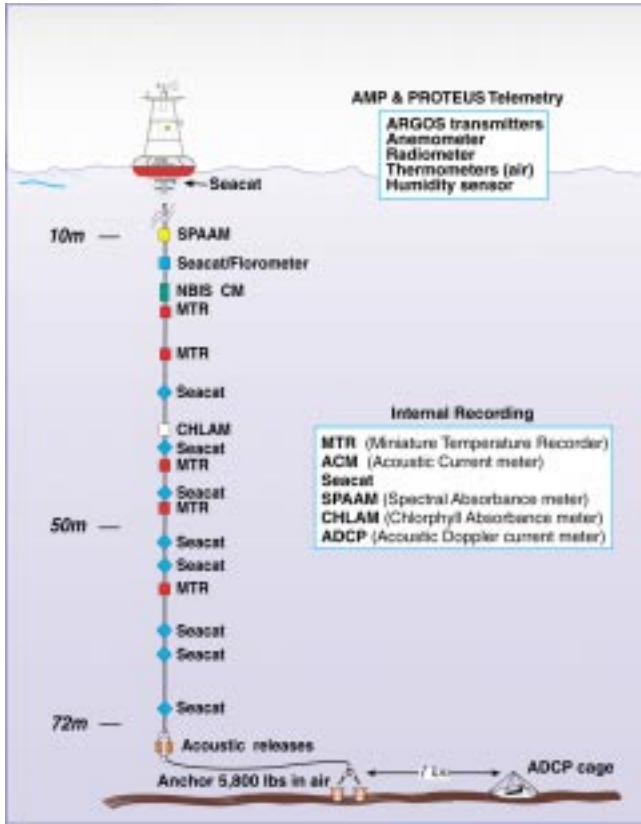 AMP & PROTEUS Telemetry
ARGOS transmitters
Anemometer
Radiometer
Thermometers (air)
Humidity sensor
Seacat
10m
SPAAM
Seacat/Florometer
NBIS CM
MTR
MTR
Seacat
CHLAM
Seacat
MTR
Seacat
MTR
50m
Seacat
Seacat
MTR
Seacat
Seacat
Seacat
72m
Acoustic releases
Anchor 5,800 lbs in air
ADCP cage
Internal Recording
MTR (Miniature Temperature Recorder)
ACM (Acoustic Current meter)
Seacat
SPAAM (Spectral Absorbance meter)
CHLAM (Chlorphyll Absorbance meter)
ADCP (Acoustic Doppler current meter)